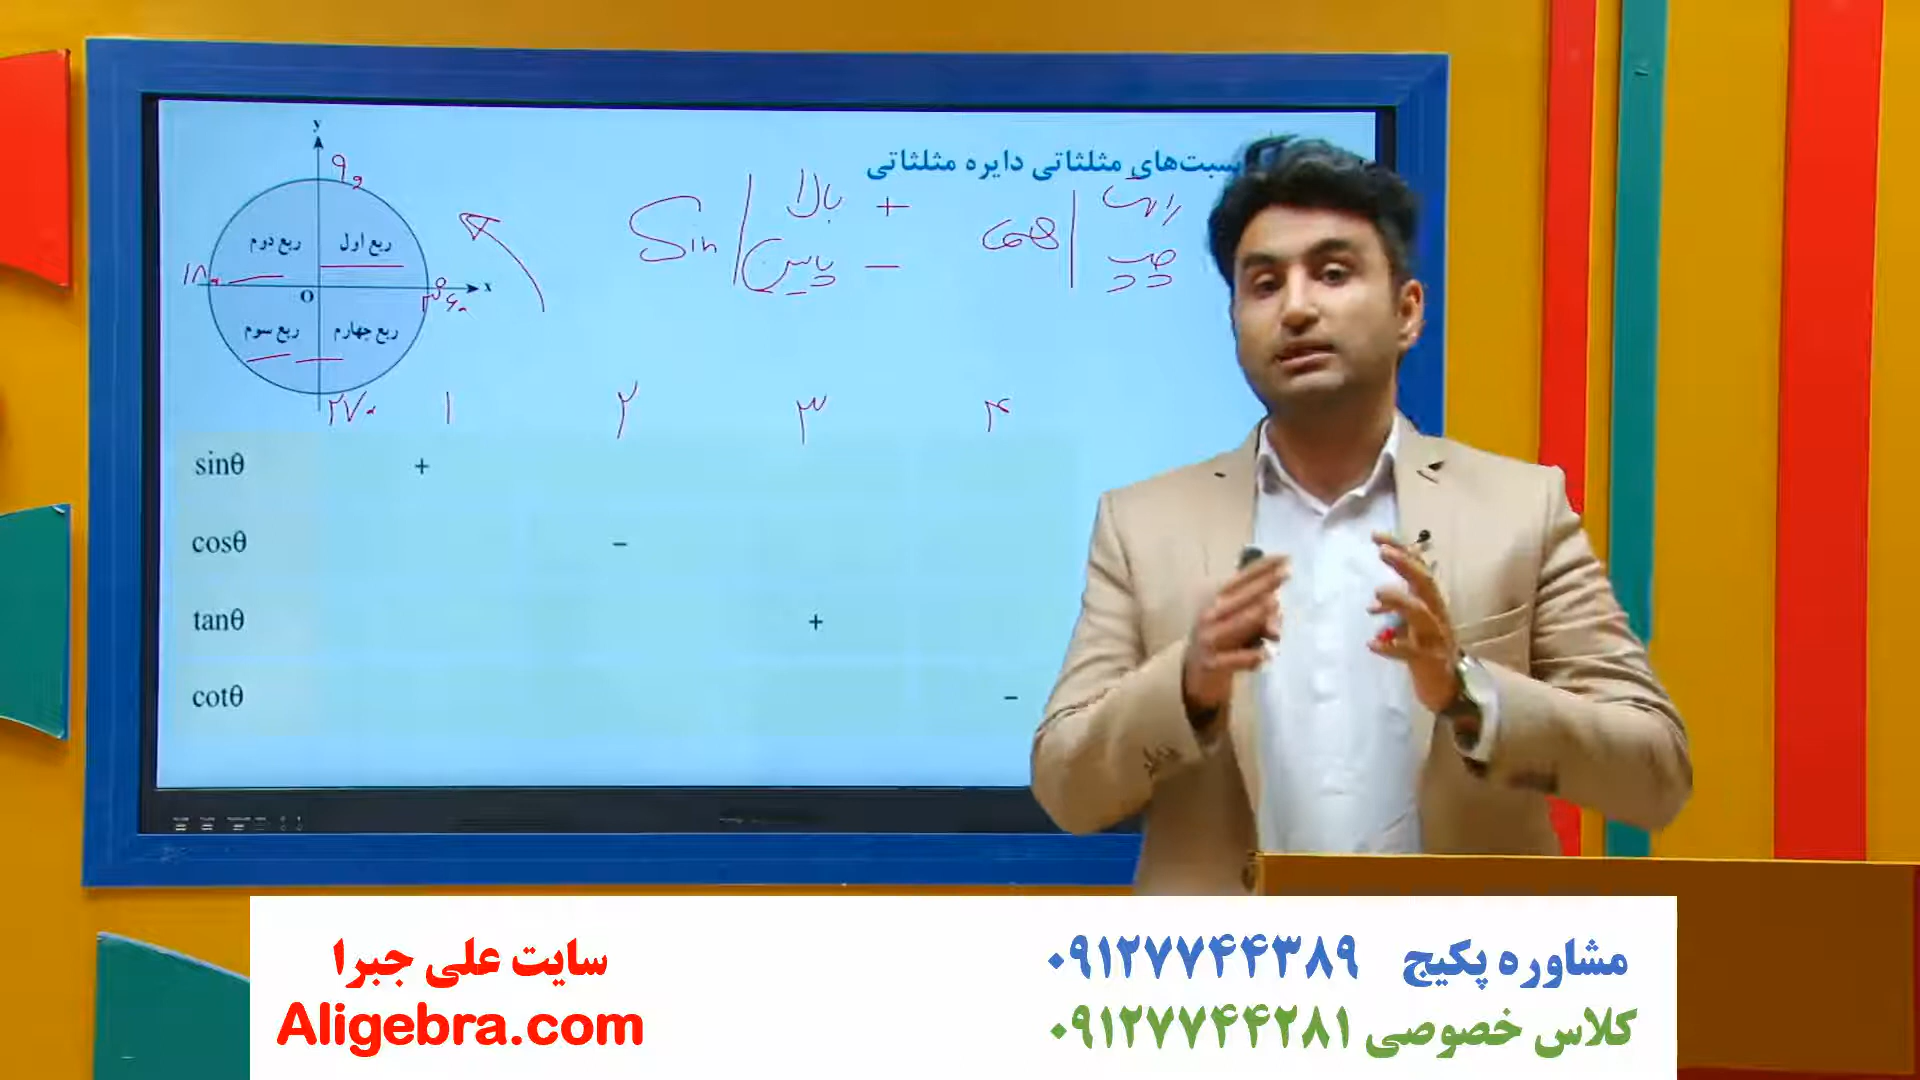 نسبت‌های مثلثاتی دایره مثلثاتی
y
۹۰
ربع دوم ربع اول
۱۸۰
O
x
۳۶۰
ربع سوم ربع چهارم
۲۷۰
sin بالا +
پایین −
cos راست
چپ
۱ ۲ ۳ ۴
sinθ +
cosθ −
tanθ +
cotθ −
سایت علی جبرا
Aligebra.com
مشاوره پکیج ۰۹۱۲۷۷۴۴۳۸۹
کلاس خصوصی ۰۹۱۲۷۷۴۴۲۸۱